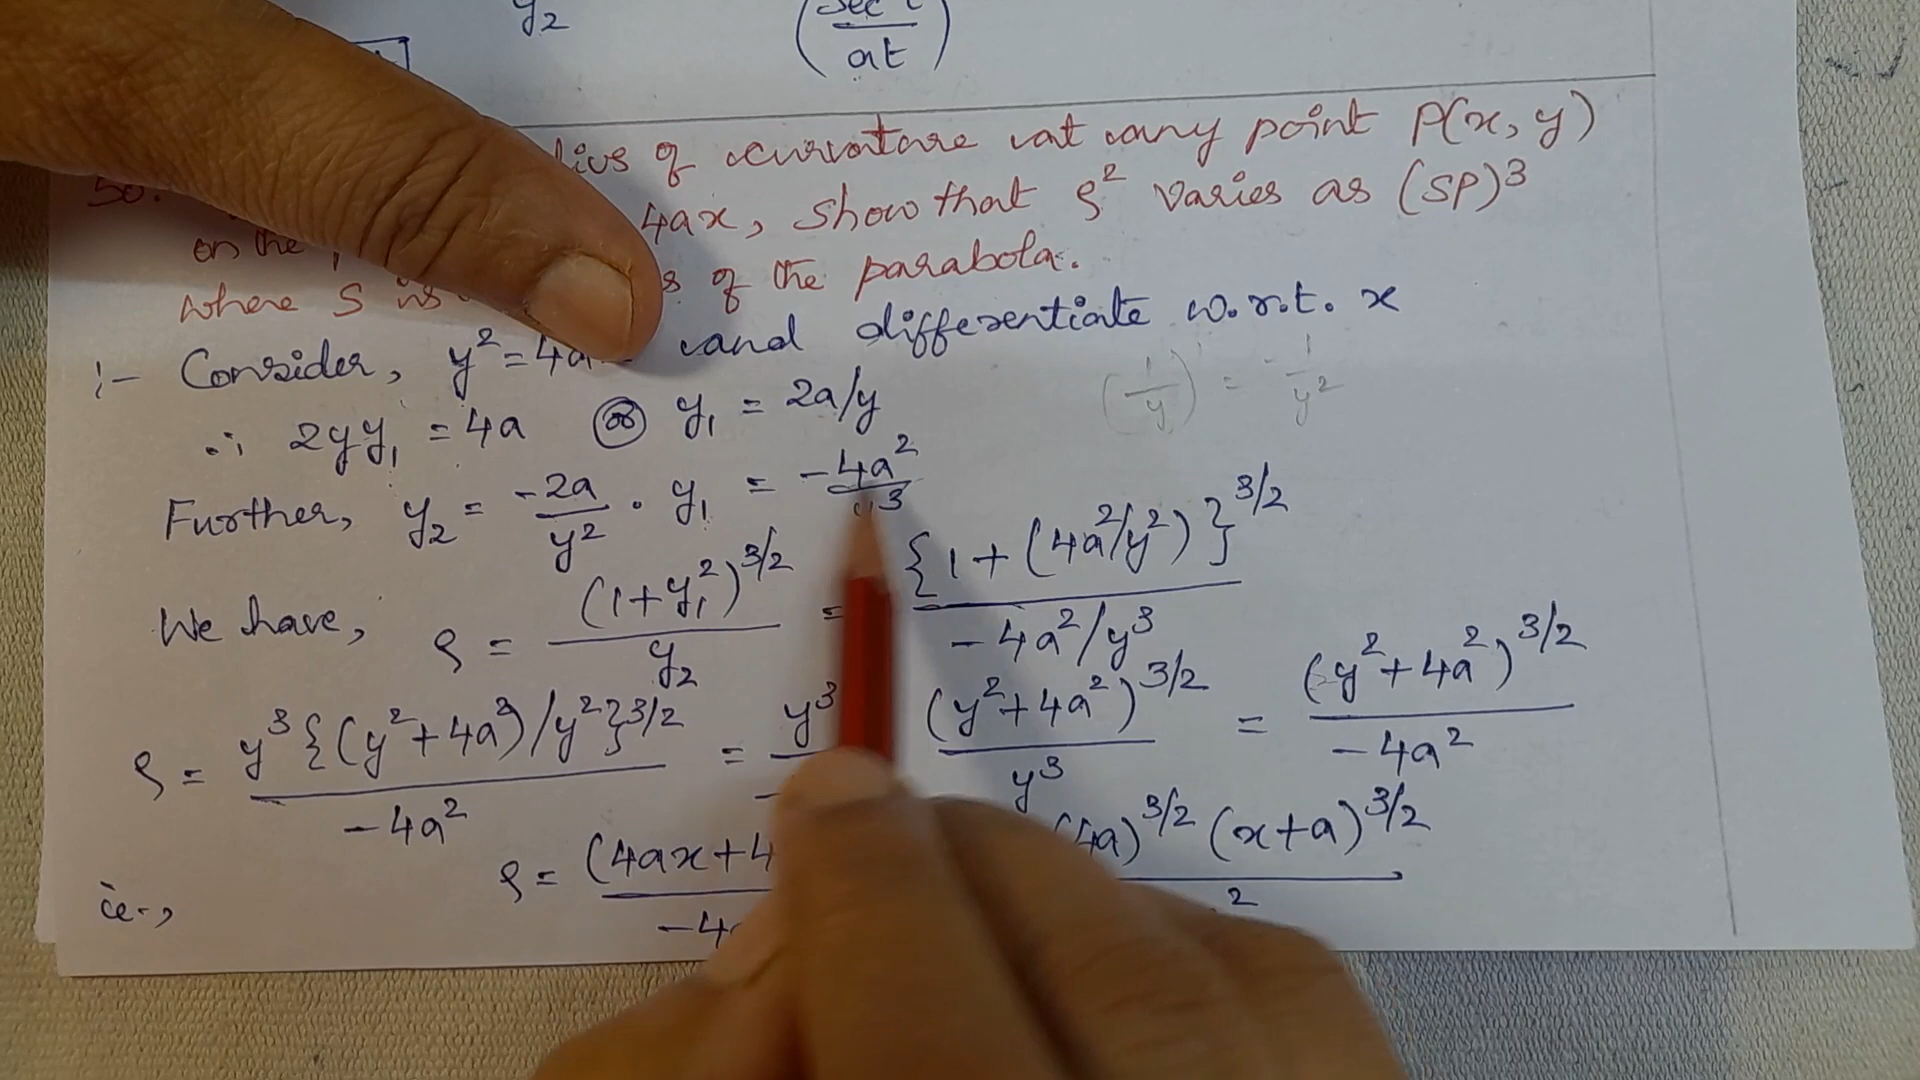 y₂ ( /at)
of curvature at any point P(x, y)
4ax, Show that ρ² varies as (SP)³
on the
where S is of the parabola.
:- Consider, y² = 4a and differentiate w.r.t. x
∴ 2yy₁ = 4a or y₁ = 2a/y
(1/y)' = -1/y²
Further, y₂ = -2a/y² . y₁ = -4a²/y³
We have, ρ = (1+y₁²)^3/2 / y₂ = {1+(4a²/y²)}^3/2 / -4a²/y³
ρ = y³{(y²+4a²)/y²}^3/2 / -4a² = y³ (y²+4a²)^3/2 / y³ = (y²+4a²)^3/2 / -4a²
ie., ρ = (4ax+4 / -4 4a)^3/2 (x+a)^3/2 / ²